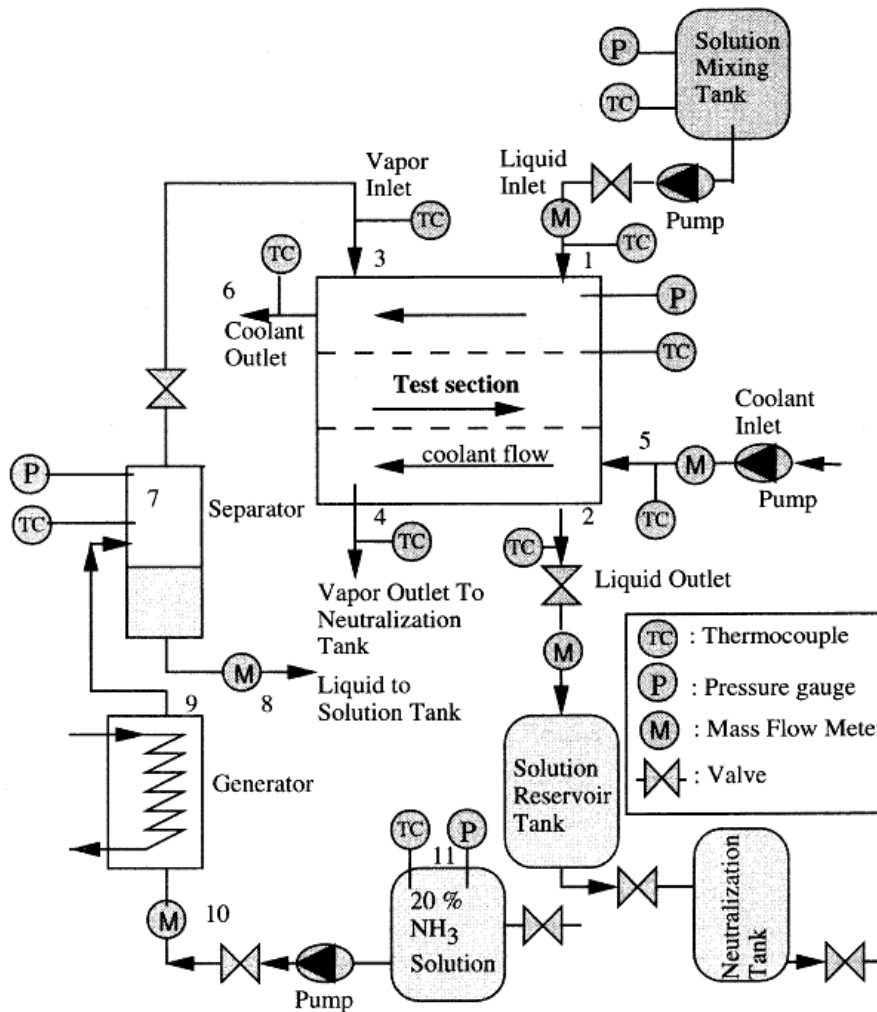 Solution
Mixing
Tank
P
TC
Vapor
Inlet
Liquid
Inlet
M
Pump
TC
TC
TC
3
1
6
P
Coolant
Outlet
TC
Test section
Coolant
Inlet
5
M
coolant flow
Pump
P
7
Separator
TC
4
2
TC
TC
TC
Liquid Outlet
Vapor Outlet To
Neutralization
Tank
TC
: Thermocouple
M
M
P
: Pressure gauge
8
Liquid to
Solution Tank
9
M
: Mass Flow Meter
: Valve
Generator
Solution
Reservoir
Tank
TC
P
11
20 %
NH3
Solution
M
10
Pump
Neutralization
Tank